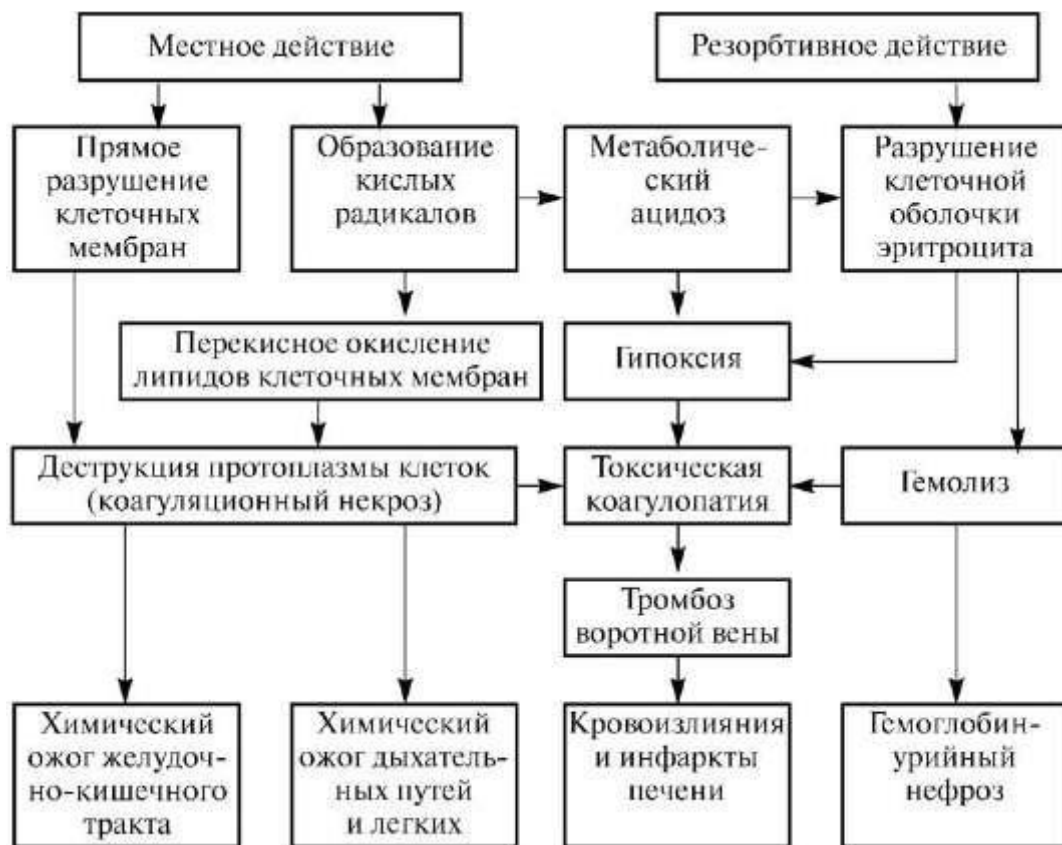 Местное действие
Резорбтивное действие
Прямое
разрушение
клеточных
мембран
Образование
кислых
радикалов
Метаболиче-
ский
ацидоз
Разрушение
клеточной
оболочки
эритроцита
Перекисное окисление
липидов клеточных мембран
Гипоксия
Деструкция протоплазмы клеток
(коагуляционный некроз)
Токсическая
коагулопатия
Гемолиз
Тромбоз
воротной вены
Химический
ожог желудоч-
но-кишечного
тракта
Химический
ожог дыхатель-
ных путей
и легких
Кровоизлияния
и инфаркты
печени
Гемоглобин-
урийный
нефроз